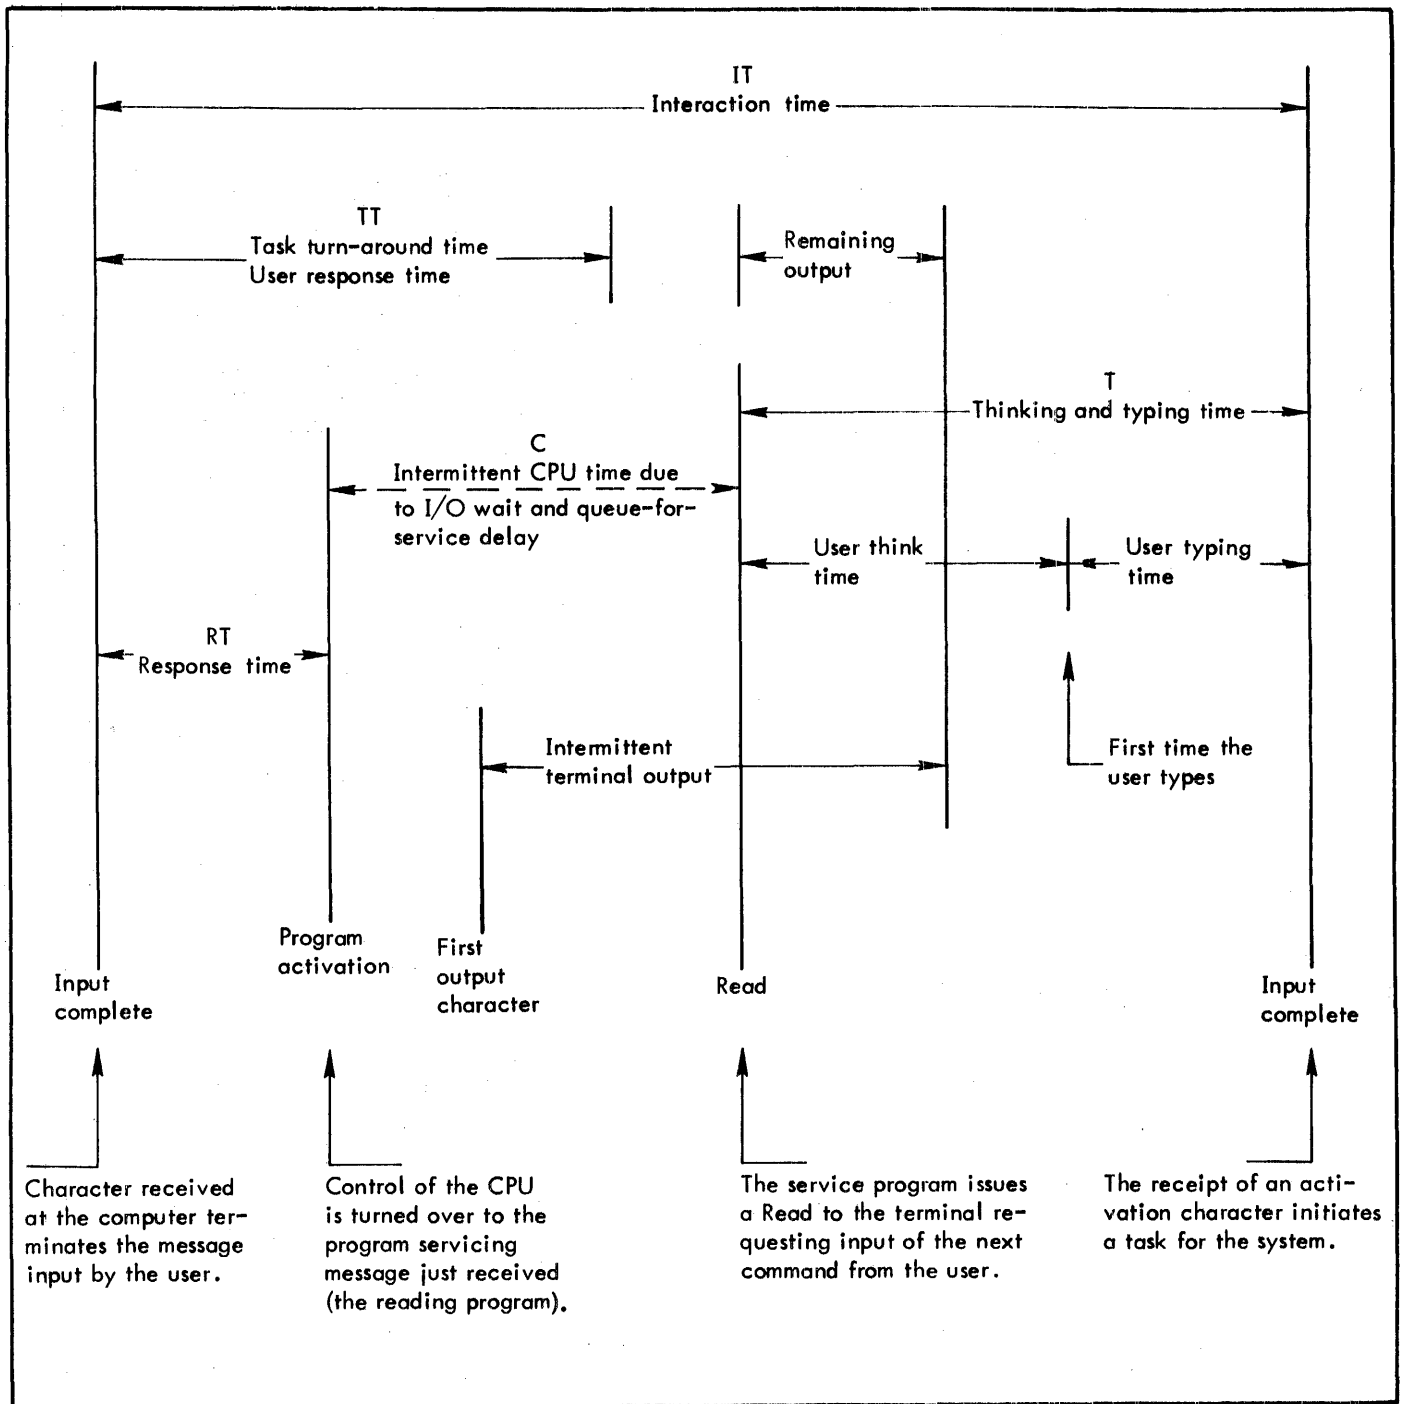 IT
Interaction time
TT
Task turn-around time
User response time
Remaining
output
T
Thinking and typing time
C
Intermittent CPU time due
to I/O wait and queue-for-
service delay
User think
time
User typing
time
RT
Response time
Intermittent
terminal output
First time the
user types
Program
activation
First
output
character
Input
complete
Read
Input
complete
Character received
at the computer ter-
minates the message
input by the user.
Control of the CPU
is turned over to the
program servicing
message just received
(the reading program).
The service program issues
a Read to the terminal re-
questing input of the next
command from the user.
The receipt of an acti-
vation character initiates
a task for the system.